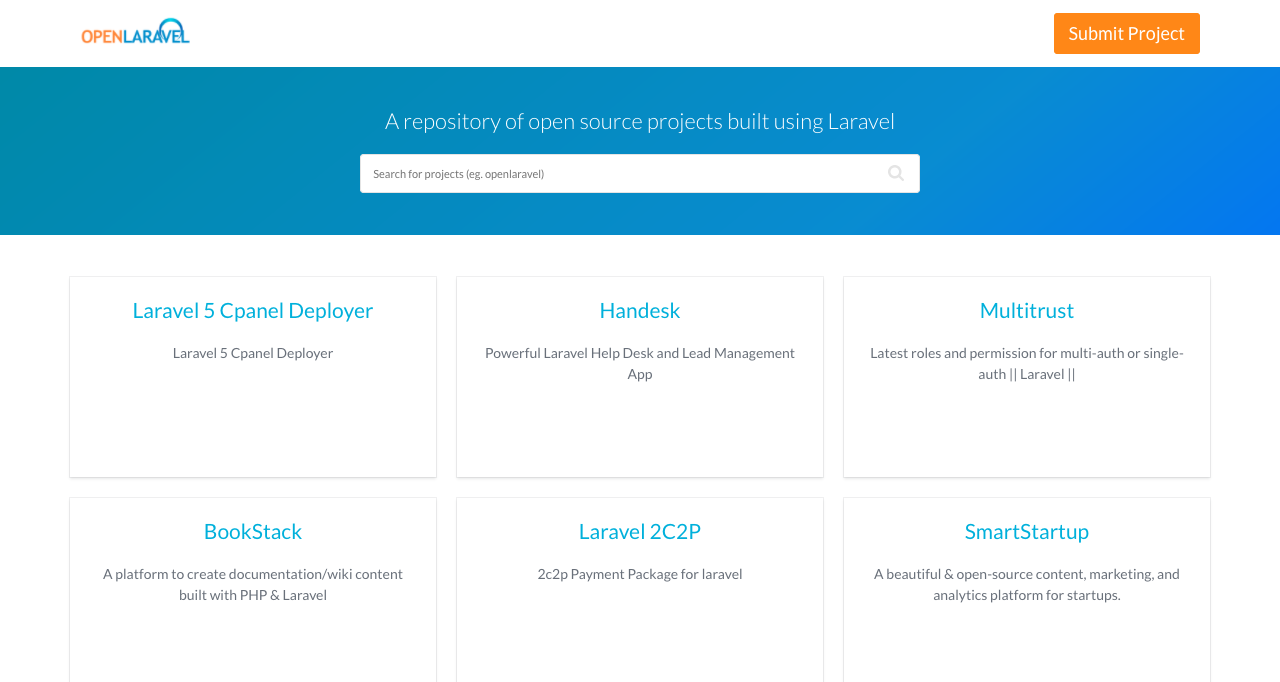 OPENLARAVEL
Submit Project
A repository of open source projects built using Laravel
Search for projects (eg. openlaravel)
Laravel 5 Cpanel Deployer
Laravel 5 Cpanel Deployer
Handesk
Powerful Laravel Help Desk and Lead Management
App
Multitrust
Latest roles and permission for multi-auth or single-
auth || Laravel ||
BookStack
A platform to create documentation/wiki content
built with PHP & Laravel
Laravel 2C2P
2c2p Payment Package for laravel
SmartStartup
A beautiful & open-source content, marketing, and
analytics platform for startups.